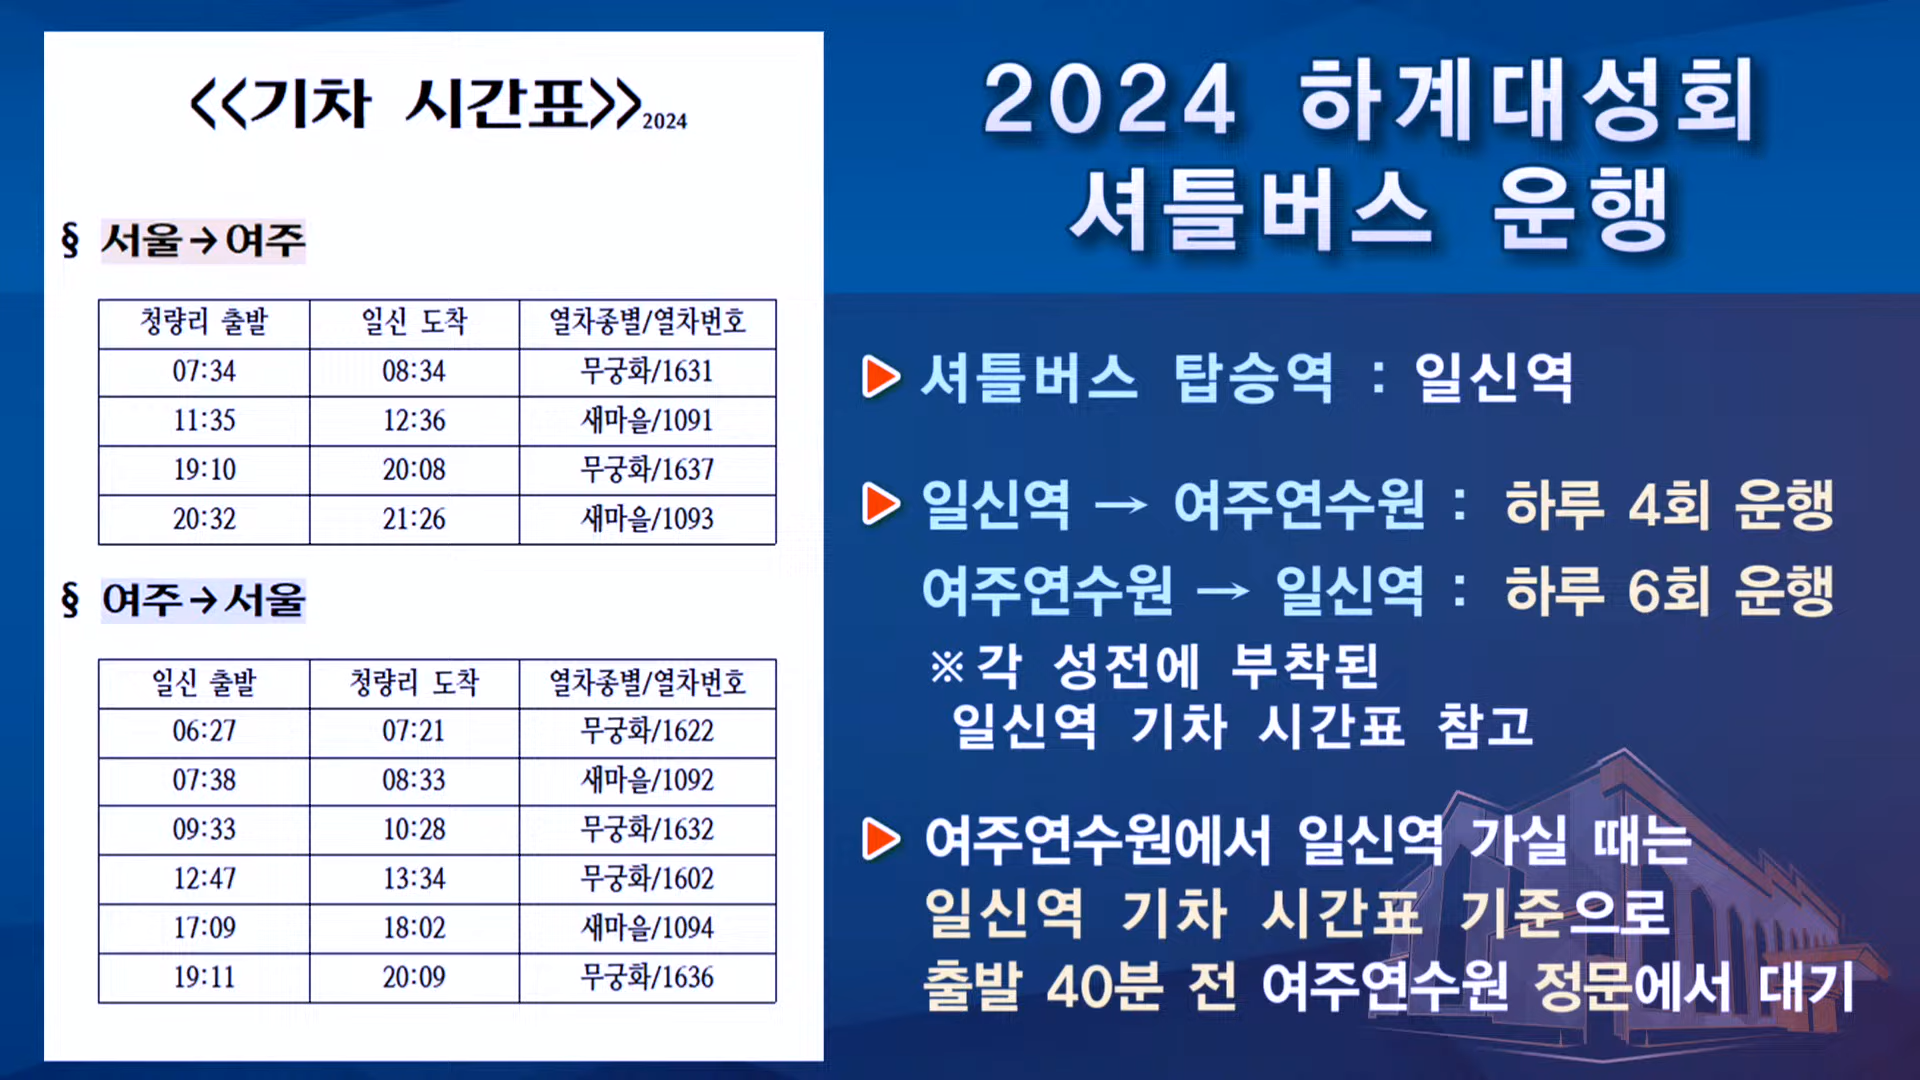 <<기차 시간표>>2024
§ 서울→여주
청량리 출발 일신 도착 열차종별/열차번호
07:34 08:34 무궁화/1631
11:35 12:36 새마을/1091
19:10 20:08 무궁화/1637
20:32 21:26 새마을/1093
§ 여주→서울
일신 출발 청량리 도착 열차종별/열차번호
06:27 07:21 무궁화/1622
07:38 08:33 새마을/1092
09:33 10:28 무궁화/1632
12:47 13:34 무궁화/1602
17:09 18:02 새마을/1094
19:11 20:09 무궁화/1636
2024 하계대성회
셔틀버스 운행
셔틀버스 탑승역 : 일신역
일신역 → 여주연수원 : 하루 4회 운행
여주연수원 → 일신역 : 하루 6회 운행
※각 성전에 부착된
일신역 기차 시간표 참고
여주연수원에서 일신역 가실 때는
일신역 기차 시간표 기준으로
출발 40분 전 여주연수원 정문에서 대기